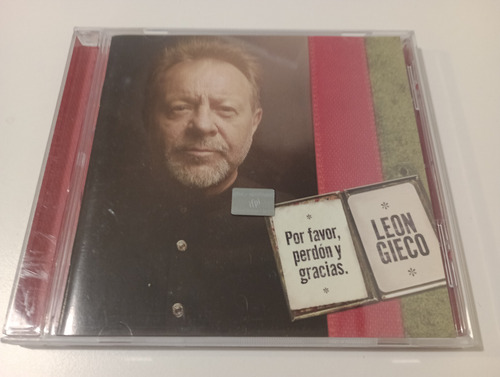 Por favor,
perdón y
gracias.
LEON
GIECO